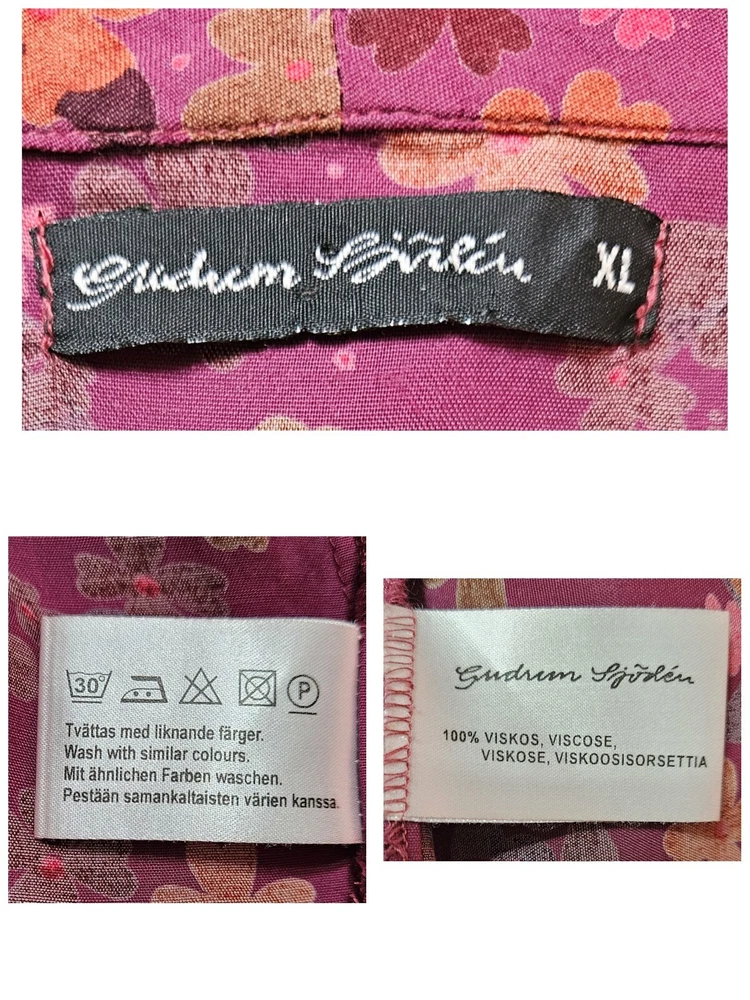 Gudrun Sjödén XL
30° P
Tvättas med liknande färger.
Wash with similar colours.
Mit ähnlichen Farben waschen.
Pestään samankaltaisten värien kanssa.
Gudrun Sjödén
100% VISKOS, VISCOSE,
VISKOSE, VISKOOSISORSETTIA